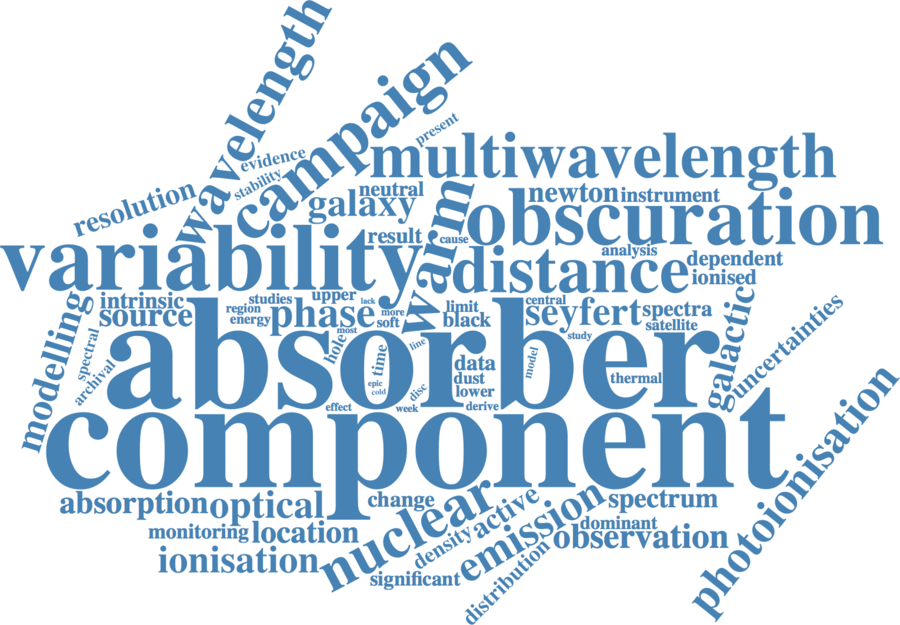 wavelength
campaign
present
evidence
stability
multiwavelength
resolution
neutral
galaxy
newton
instrument
warm
obscuration
variability
result
cause
analysis
distance
dependent
ionised
modelling
intrinsic
source
region
energy
studies
upper
phase
lack
more
soft
limit
black
central
seyfert
spectra
satellite
galactic
uncertainties
spectral
archival
absorber
hole
most
time
line
epic
cold
disc
data
dust
lower
model
study
thermal
effect
week
derive
component
photoionisation
absorption
optical
change
nuclear
active
emission
spectrum
monitoring
location
density
dominant
observation
ionisation
significant
distribution